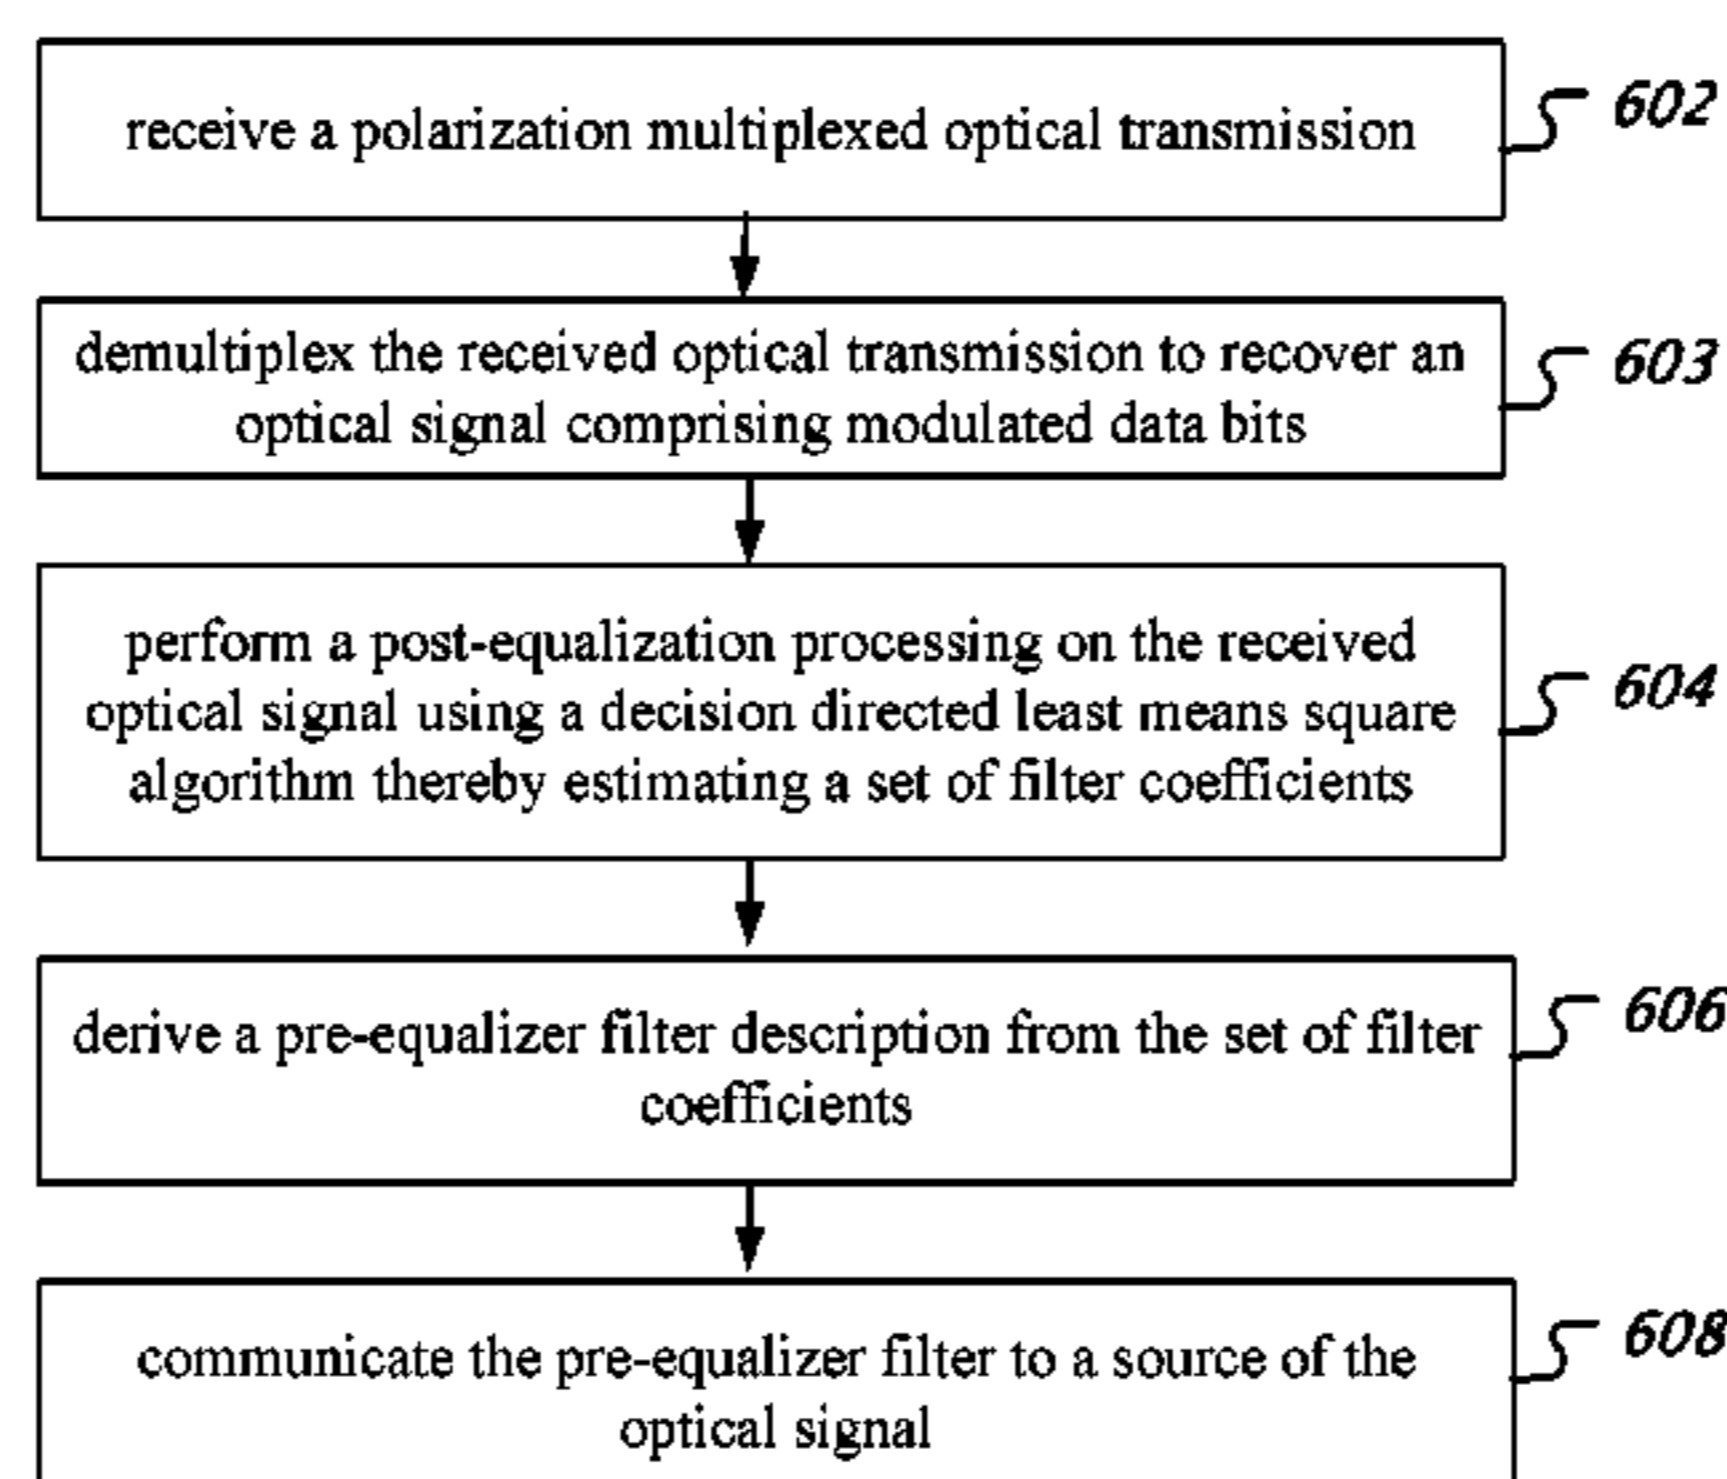 receive a polarization multiplexed optical transmission
602
demultiplex the received optical transmission to recover an
optical signal comprising modulated data bits
603
perform a post-equalization processing on the received
optical signal using a decision directed least means square
algorithm thereby estimating a set of filter coefficients
604
derive a pre-equalizer filter description from the set of filter
coefficients
606
communicate the pre-equalizer filter to a source of the
optical signal
608